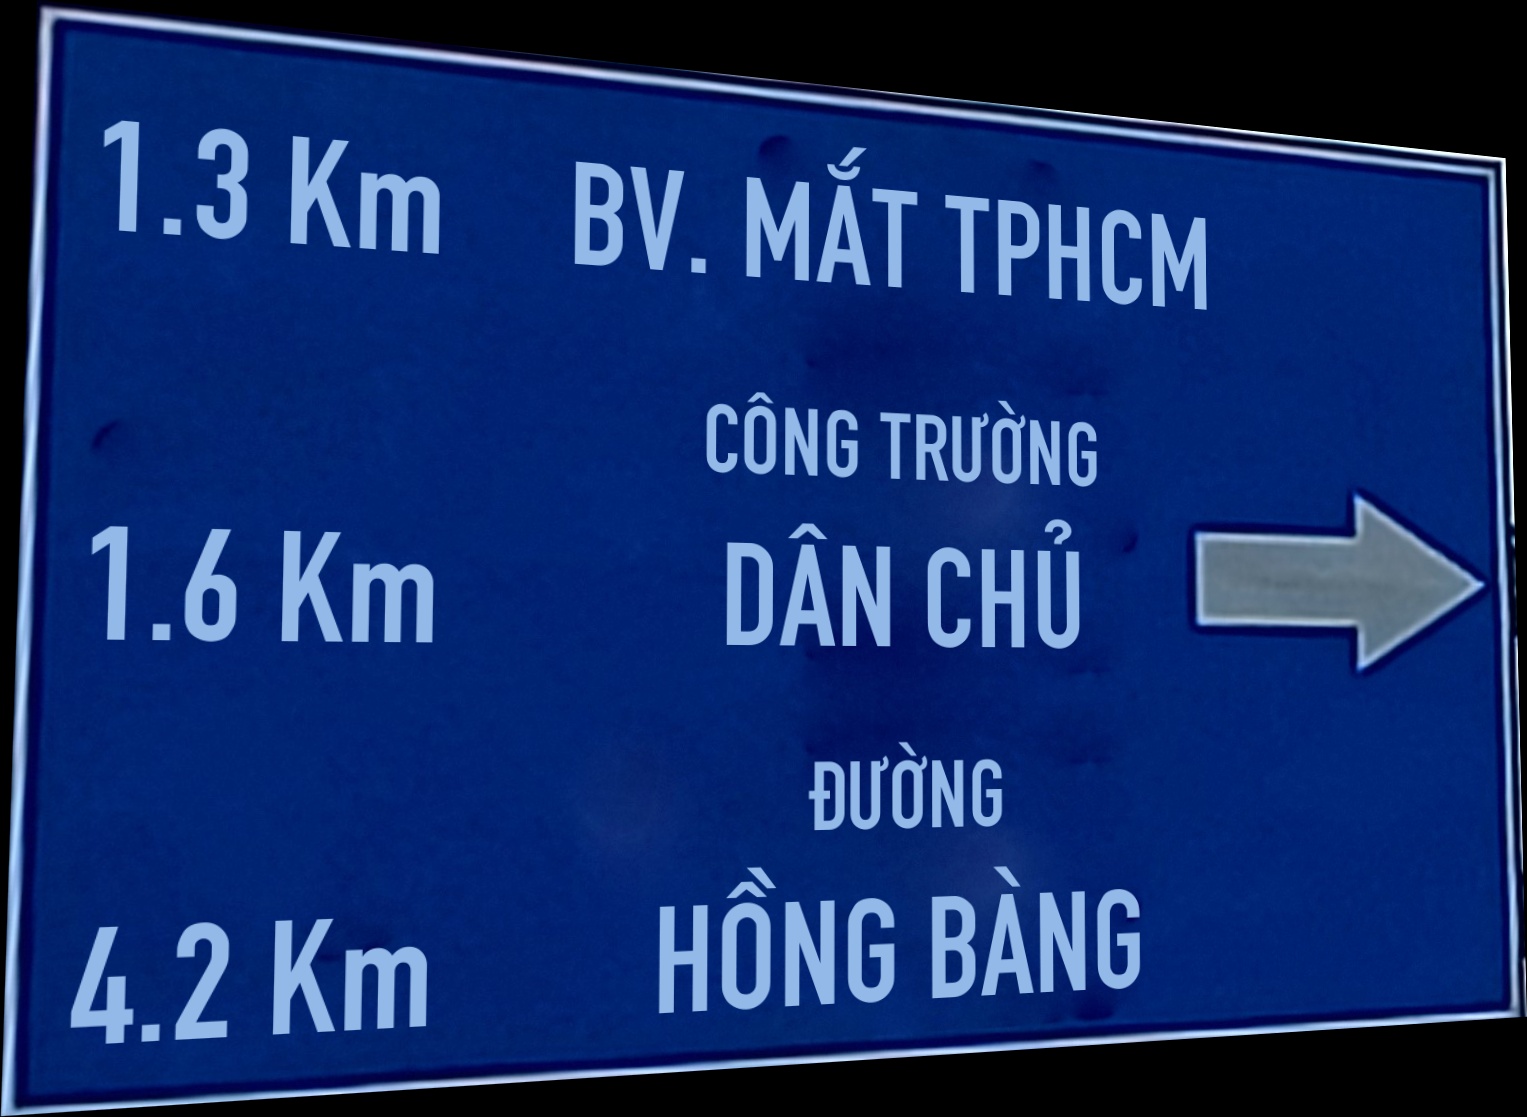 1.3 Km BV. MẮT TPHCM
CÔNG TRƯỜNG
1.6 Km DÂN CHỦ
ĐƯỜNG
4.2 Km HỒNG BÀNG